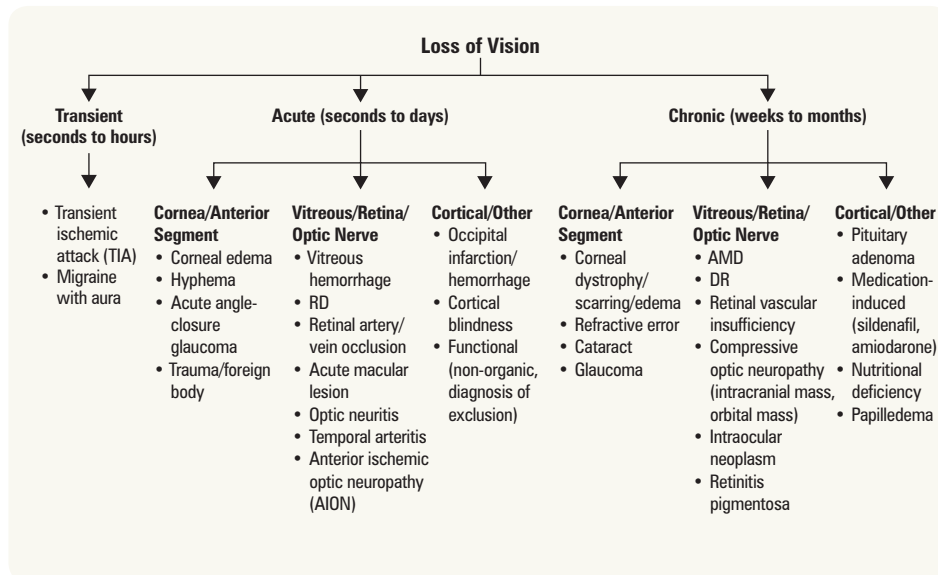 Loss of Vision
Transient
(seconds to hours)
Acute (seconds to days)
Chronic (weeks to months)
• Transient
ischemic
attack (TIA)
• Migraine
with aura
Cornea/Anterior
Segment
• Corneal edema
• Hyphema
• Acute angle-
closure
glaucoma
• Trauma/foreign
body
Vitreous/Retina/
Optic Nerve
• Vitreous
hemorrhage
• RD
• Retinal artery/
vein occlusion
• Acute macular
lesion
• Optic neuritis
• Temporal arteritis
• Anterior ischemic
optic neuropathy
(AION)
Cortical/Other
• Occipital
infarction/
hemorrhage
• Cortical
blindness
• Functional
(non-organic,
diagnosis of
exclusion)
Cornea/Anterior
Segment
• Corneal
dystrophy/
scarring/edema
• Refractive error
• Cataract
• Glaucoma
Vitreous/Retina/
Optic Nerve
• AMD
• DR
• Retinal vascular
insufficiency
• Compressive
optic neuropathy
(intracranial mass,
orbital mass)
• Intraocular
neoplasm
• Retinitis
pigmentosa
Cortical/Other
• Pituitary
adenoma
• Medication-
induced
(sildenafil,
amiodarone)
• Nutritional
deficiency
• Papilledema